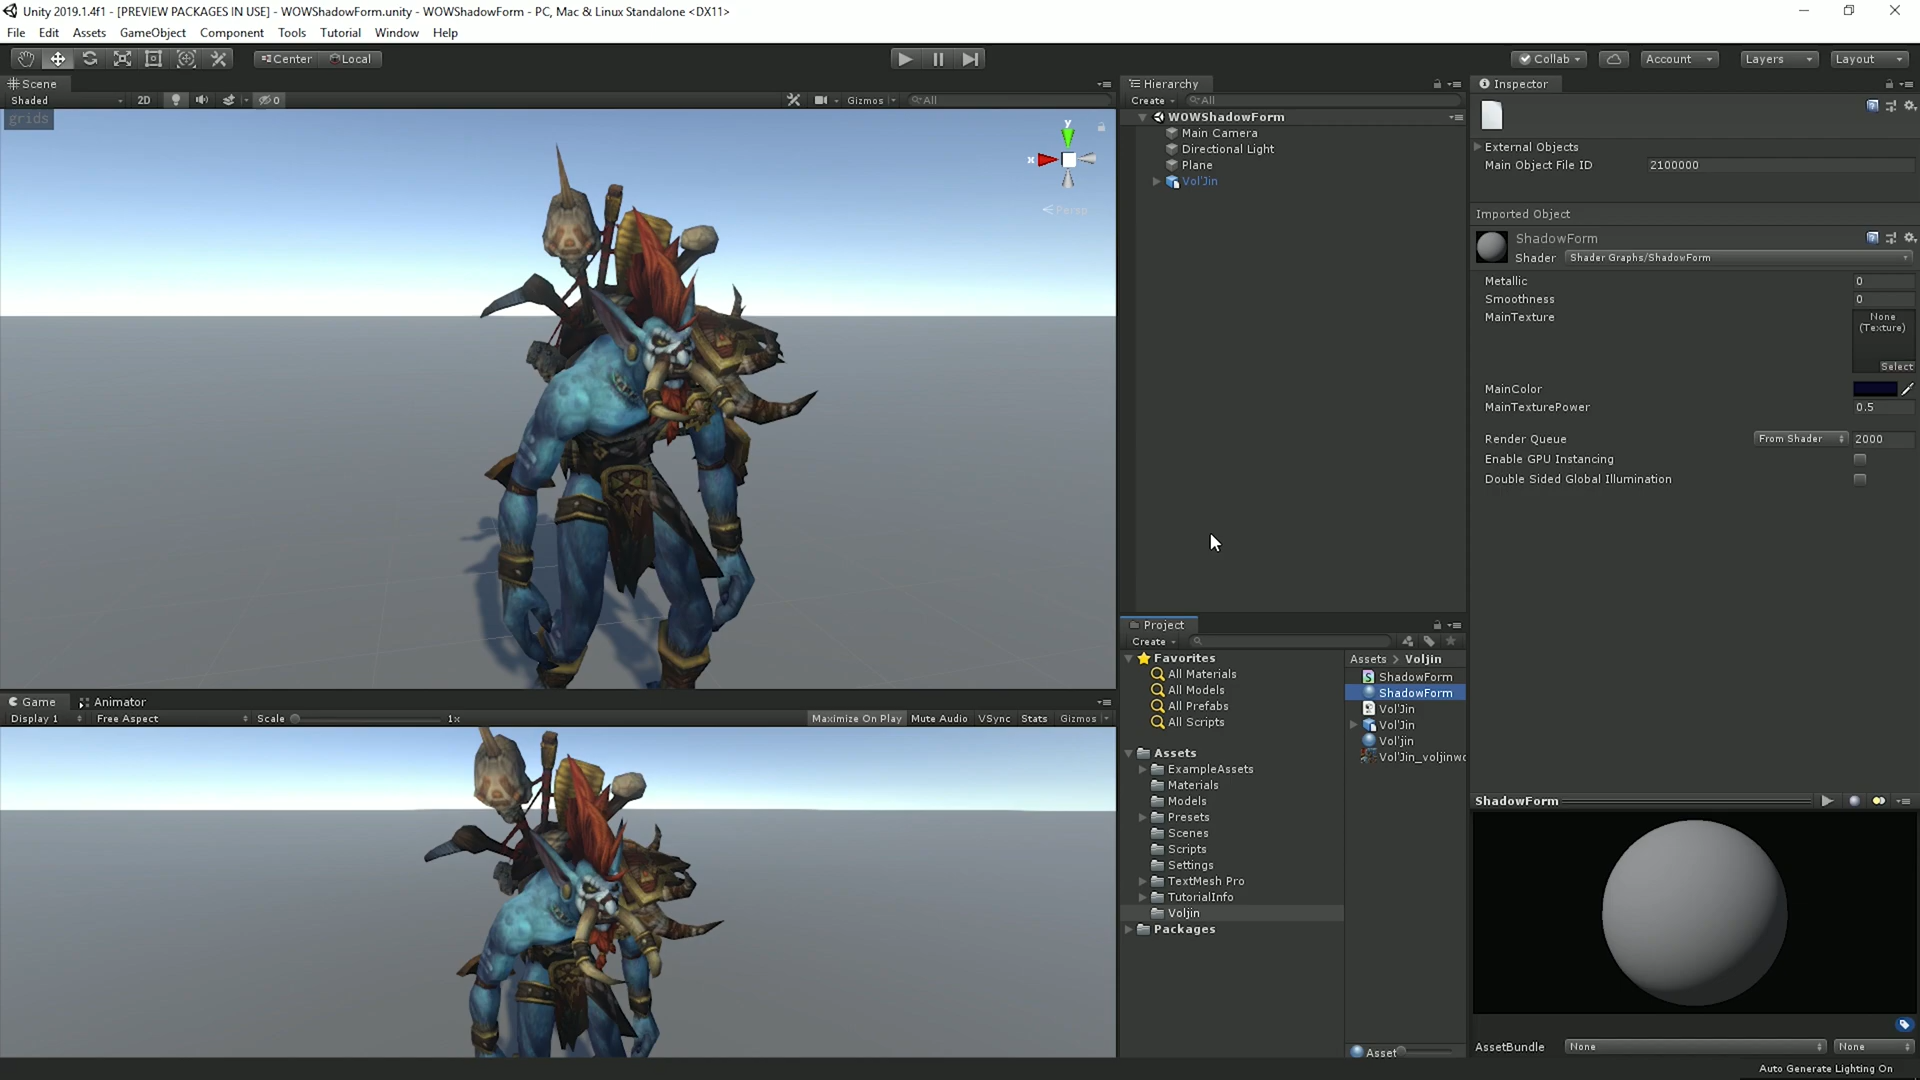 Unity 2019.1.4f1 - [PREVIEW PACKAGES IN USE] - WOWShadowForm.unity - WOWShadowForm - PC, Mac & Linux Standalone <DX11>
File Edit Assets GameObject Component Tools Tutorial Window Help
Center Local Collab Account Layers Layout
Scene
Shaded 2D 0 Gizmos All
grids
y
x
Persp
Hierarchy
Create All
WOWShadowForm
Main Camera
Directional Light
Plane
Vol'Jin
Inspector
External Objects
Main Object File ID 2100000
Imported Object
ShadowForm
Shader Shader Graphs/ShadowForm
Metallic 0
Smoothness 0
MainTexture None
(Texture)
Select
MainColor
MainTexturePower 0.5
Render Queue From Shader 2000
Enable GPU Instancing
Double Sided Global Illumination
Game Animator
Display 1 Free Aspect Scale 1x Maximize On Play Mute Audio VSync Stats Gizmos
Project
Create
Favorites
All Materials
All Models
All Prefabs
All Scripts
Assets
ExampleAssets
Materials
Models
Presets
Scenes
Scripts
Settings
TextMesh Pro
TutorialInfo
Voljin
Packages
Assets > Voljin
ShadowForm
ShadowForm
Vol'Jin
Vol'Jin
Vol'jin
Vol'Jin_voljinwo
Asset
ShadowForm
AssetBundle None None
Auto Generate Lighting On